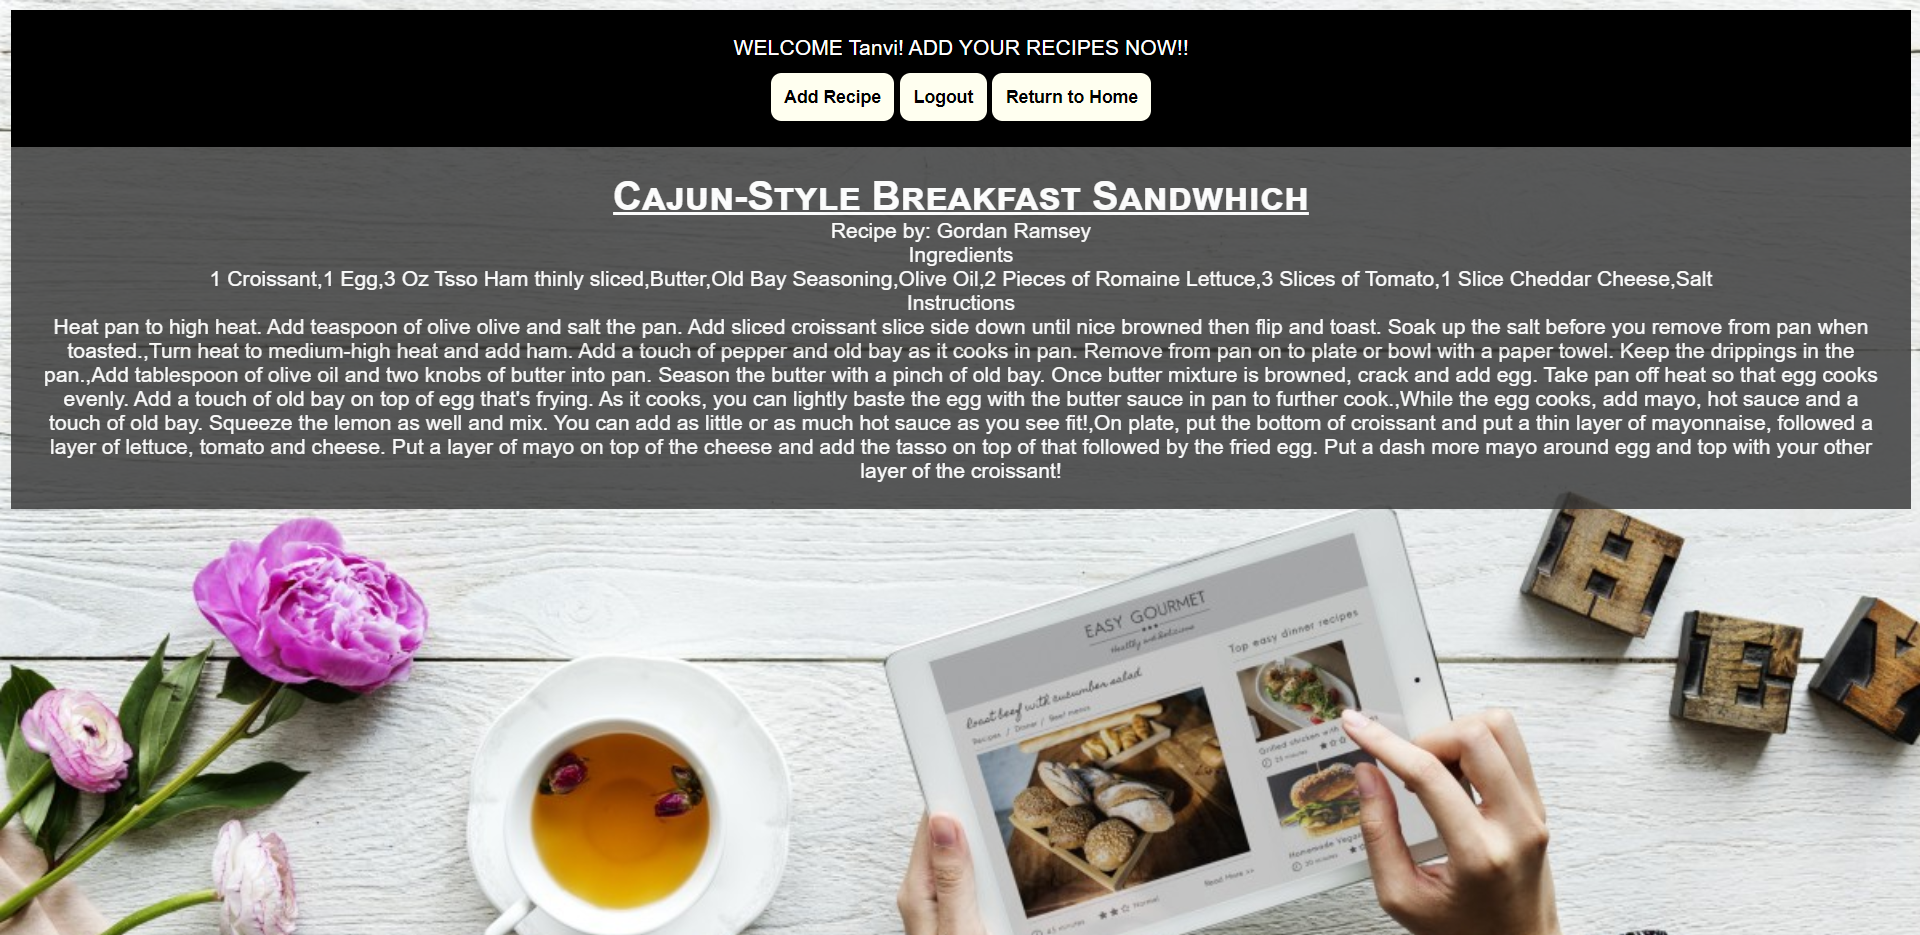 WELCOME Tanvi! ADD YOUR RECIPES NOW!!
Add Recipe Logout Return to Home
Cajun-Style Breakfast Sandwhich
Recipe by: Gordan Ramsey
Ingredients
1 Croissant,1 Egg,3 Oz Tsso Ham thinly sliced,Butter,Old Bay Seasoning,Olive Oil,2 Pieces of Romaine Lettuce,3 Slices of Tomato,1 Slice Cheddar Cheese,Salt
Instructions
Heat pan to high heat. Add teaspoon of olive olive and salt the pan. Add sliced croissant slice side down until nice browned then flip and toast. Soak up the salt before you remove from pan when
toasted.,Turn heat to medium-high heat and add ham. Add a touch of pepper and old bay as it cooks in pan. Remove from pan on to plate or bowl with a paper towel. Keep the drippings in the
pan.,Add tablespoon of olive oil and two knobs of butter into pan. Season the butter with a pinch of old bay. Once butter mixture is browned, crack and add egg. Take pan off heat so that egg cooks
evenly. Add a touch of old bay on top of egg that's frying. As it cooks, you can lightly baste the egg with the butter sauce in pan to further cook.,While the egg cooks, add mayo, hot sauce and a
touch of old bay. Squeeze the lemon as well and mix. You can add as little or as much hot sauce as you see fit!,On plate, put the bottom of croissant and put a thin layer of mayonnaise, followed a
layer of lettuce, tomato and cheese. Put a layer of mayo on top of the cheese and add the tasso on top of that followed by the fried egg. Put a dash more mayo around egg and top with your other
layer of the croissant!
H E Y
EASY GOURMET
Healthy and delicious
Top easy dinner recipes
Roast beef with cucumber salad
Recipes / Dinner / Beef menus
Grilled chicken with
25 minutes
Homemade Vegan
20 minutes
Read More >>
45 minutes
Normal